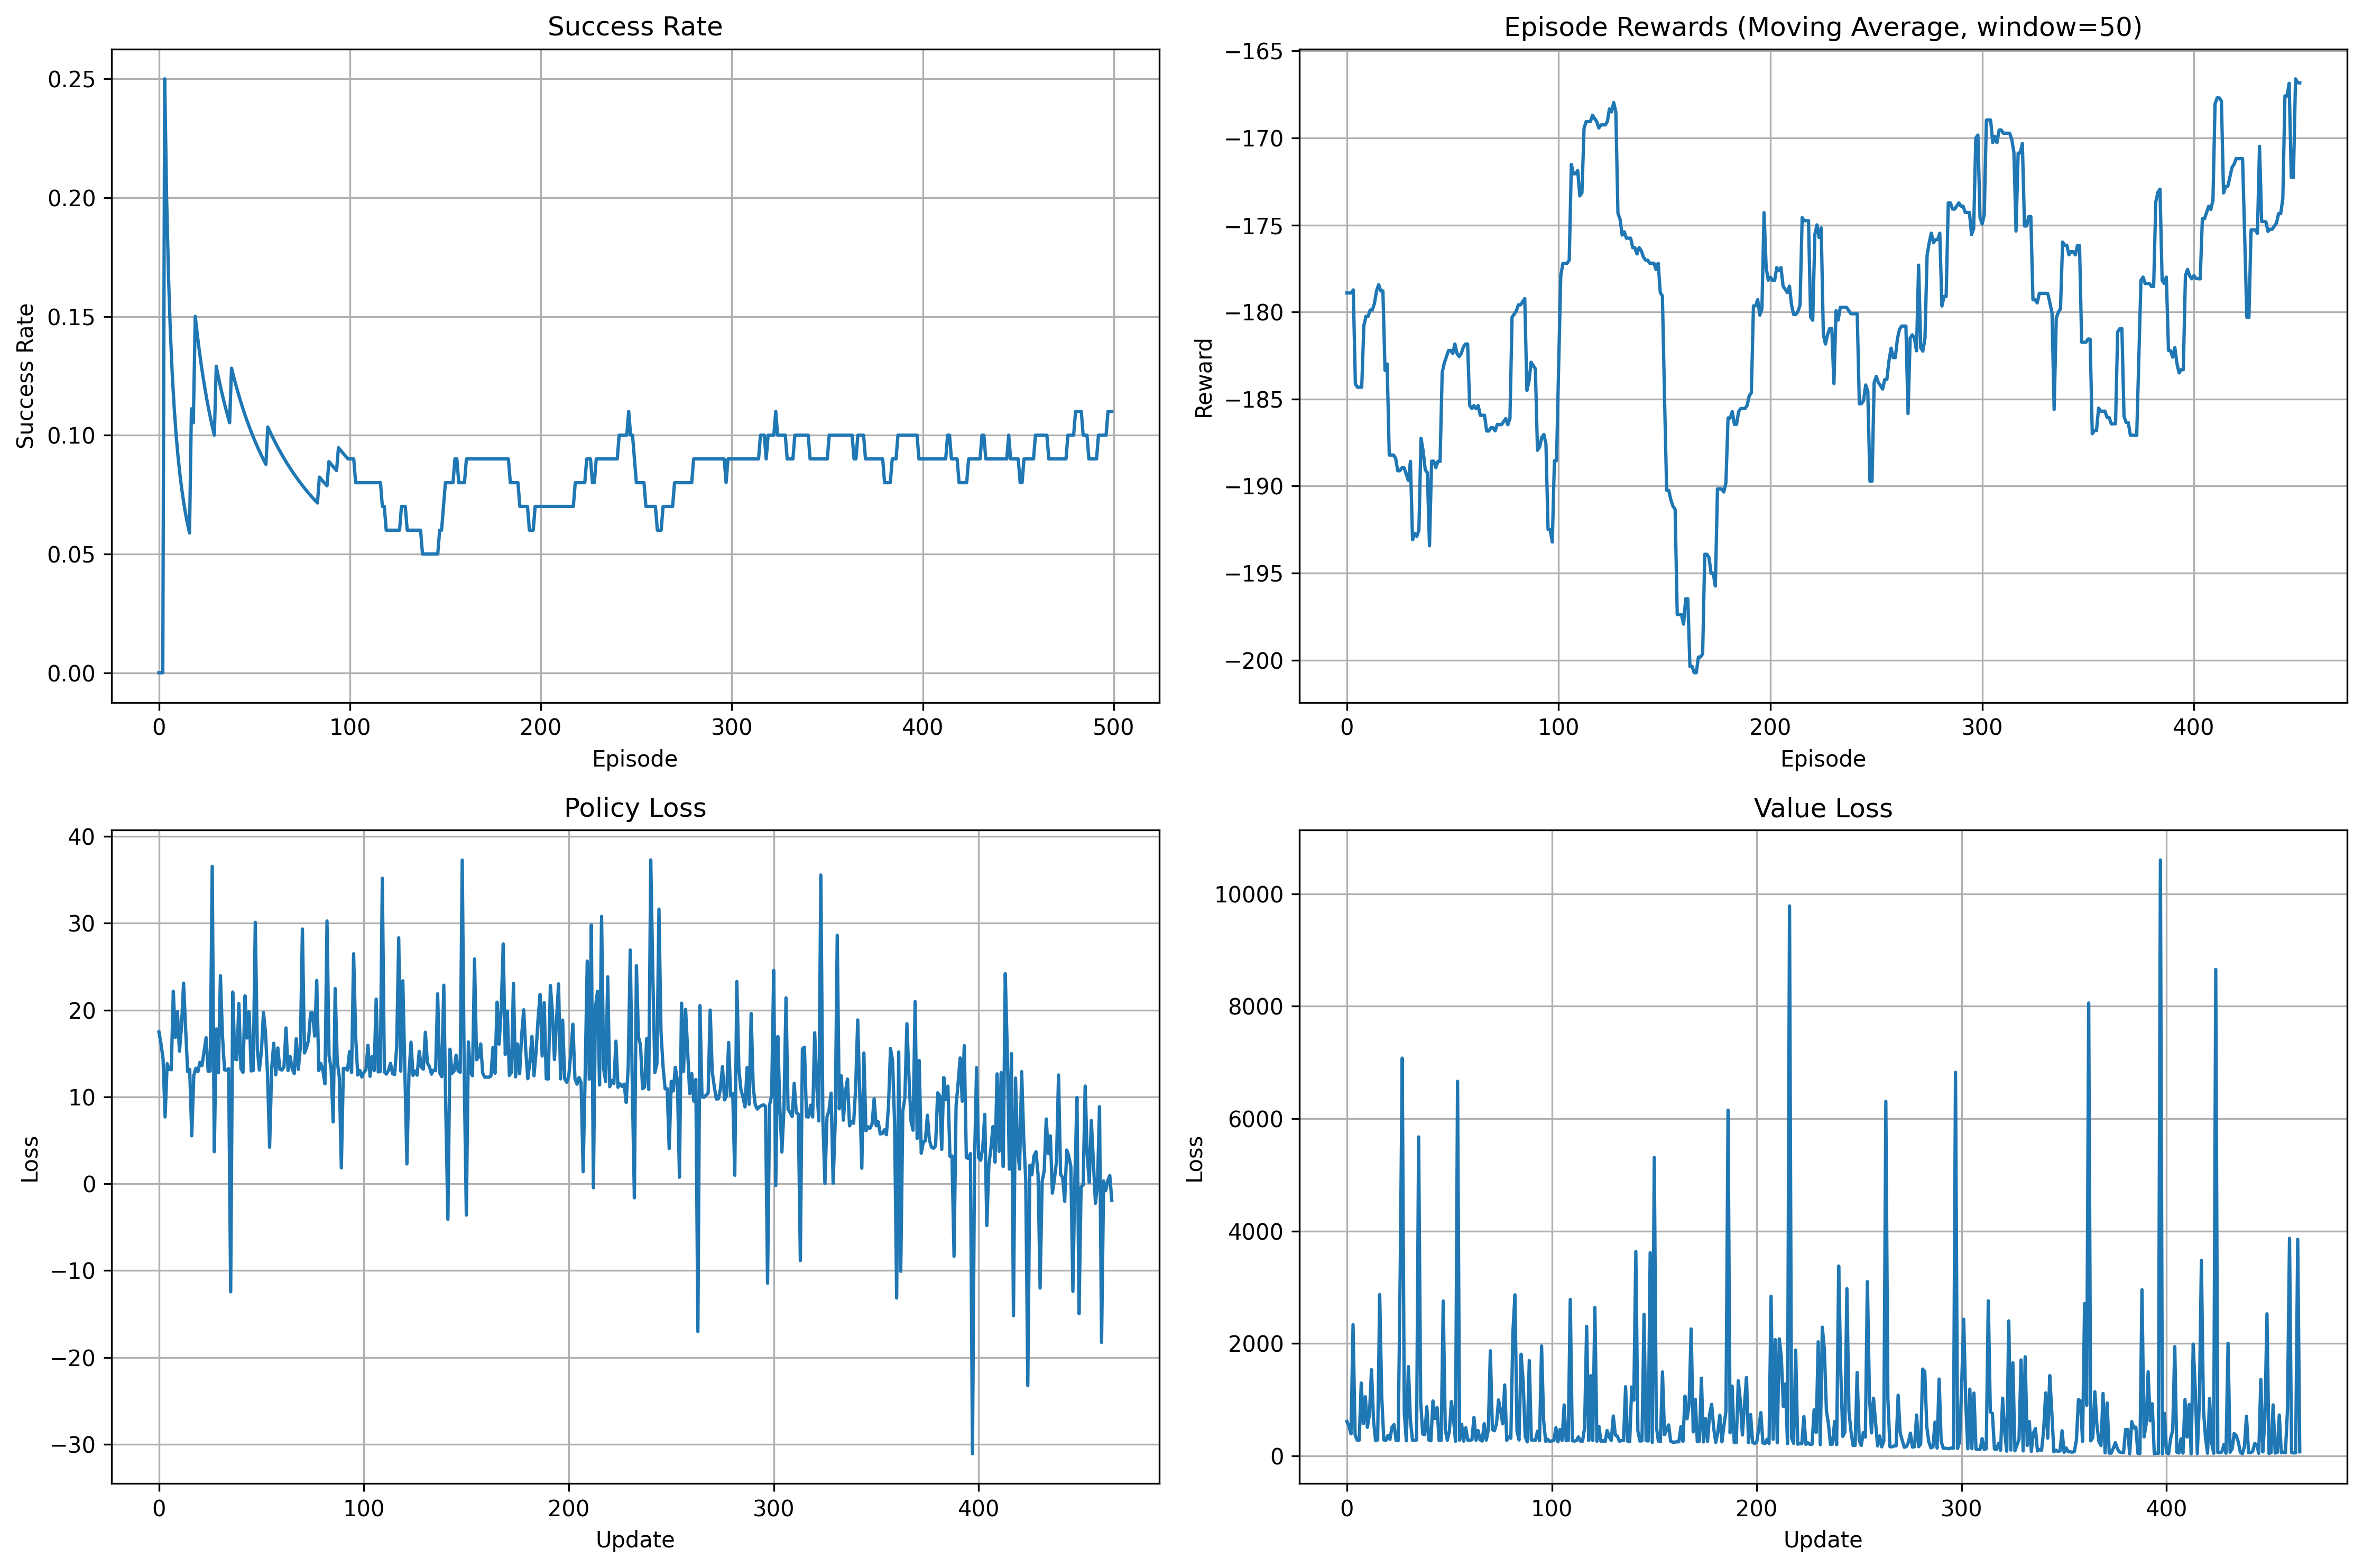 Success Rate
0.25
0.20
0.15
0.10
0.05
0.00
Success Rate
0 100 200 300 400 500
Episode
Episode Rewards (Moving Average, window=50)
−165
−170
−175
−180
−185
−190
−195
−200
Reward
0 100 200 300 400
Episode
Policy Loss
40
30
20
10
0
−10
−20
−30
Loss
0 100 200 300 400
Update
Value Loss
10000
8000
6000
4000
2000
0
Loss
0 100 200 300 400
Update